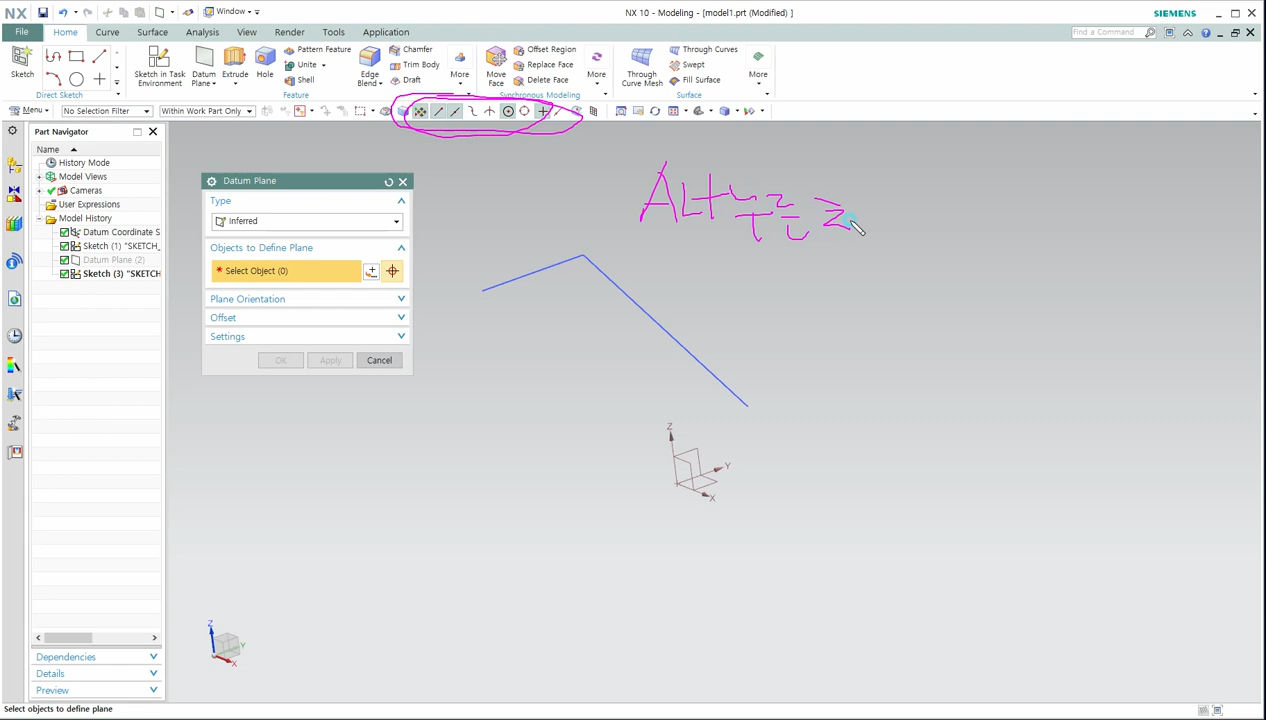 NX
Window
NX 10 - Modeling - [model1.prt (Modified) ]
SIEMENS
File Home Curve Surface Analysis View Render Tools Application
Find a Command
Sketch
Direct Sketch
Sketch in Task Environment
Datum Plane
Extrude
Hole
Pattern Feature
Unite
Shell
Feature
Edge Blend
Chamfer
Trim Body
Draft
More
Move Face
Offset Region
Replace Face
Delete Face
More
Synchronous Modeling
Through Curve Mesh
Through Curves
Swept
Fill Surface
More
Surface
Menu
No Selection Filter
Within Work Part Only
Part Navigator
Name
History Mode
Model Views
Cameras
User Expressions
Model History
Datum Coordinate S
Sketch (1) "SKETCH_
Datum Plane (2)
Sketch (3) "SKETCH
Dependencies
Details
Preview
Datum Plane
Type
Inferred
Objects to Define Plane
* Select Object (0)
Plane Orientation
Offset
Settings
OK Apply Cancel
Z
Y
X
Z
Y
X
Select objects to define plane